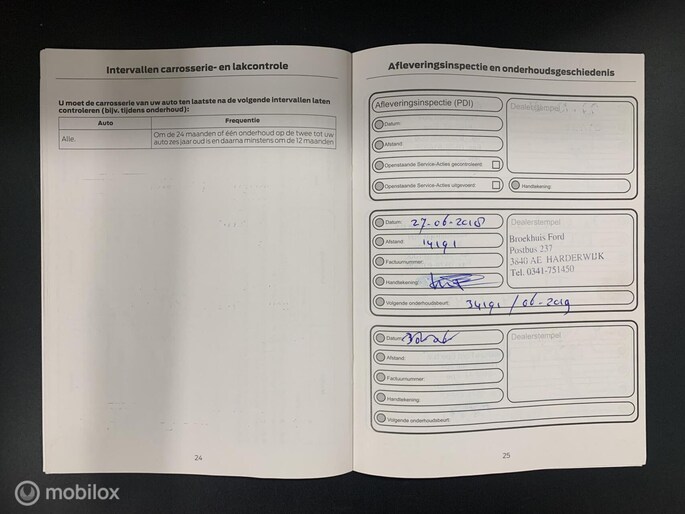 Intervallen carrosserie- en lakcontrole
U moet de carrosserie van uw auto ten laatste na de volgende intervallen laten
controleren (bijv. tijdens onderhoud):
Auto
Frequentie
Alle.
Om de 24 maanden of één onderhoud op de twee tot uw
auto zes jaar oud is en daarna minstens om de 12 maanden
24
Afleveringsinspectie en onderhoudsgeschiedenis
Afleveringsinspectie (PDI)
Dealerstempel
Datum:
Afstand:
Openstaande Service-Acties gecontroleerd:
Openstaande Service-Acties uitgevoerd:
Handtekening:
Datum: 27-06-2018
Dealerstempel
Afstand: 14191
Broekhuis Ford
Postbus 237
3840 AE HARDERWIJK
Tel. 0341-751450
Factuurnummer:
Handtekening:
Volgende onderhoudsbeurt: 34191 / 06-2019
Datum:
Dealerstempel
Afstand:
Factuurnummer:
Handtekening:
Volgende onderhoudsbeurt:
25
mobilox